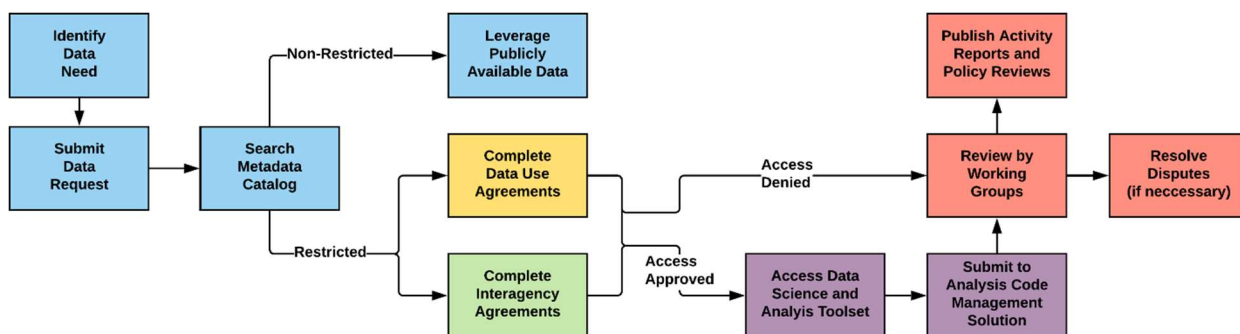 Identify
Data
Need
Non-Restricted
Leverage
Publicly
Available Data
Publish Activity
Reports and
Policy Reviews
Submit
Data
Request
Search
Metadata
Catalog
Complete
Data Use
Agreements
Access
Denied
Review by
Working
Groups
Resolve
Disputes
(if neccessary)
Restricted
Complete
Interagency
Agreements
Access
Approved
Access Data
Science and
Analyis Toolset
Submit to
Analysis Code
Management
Solution